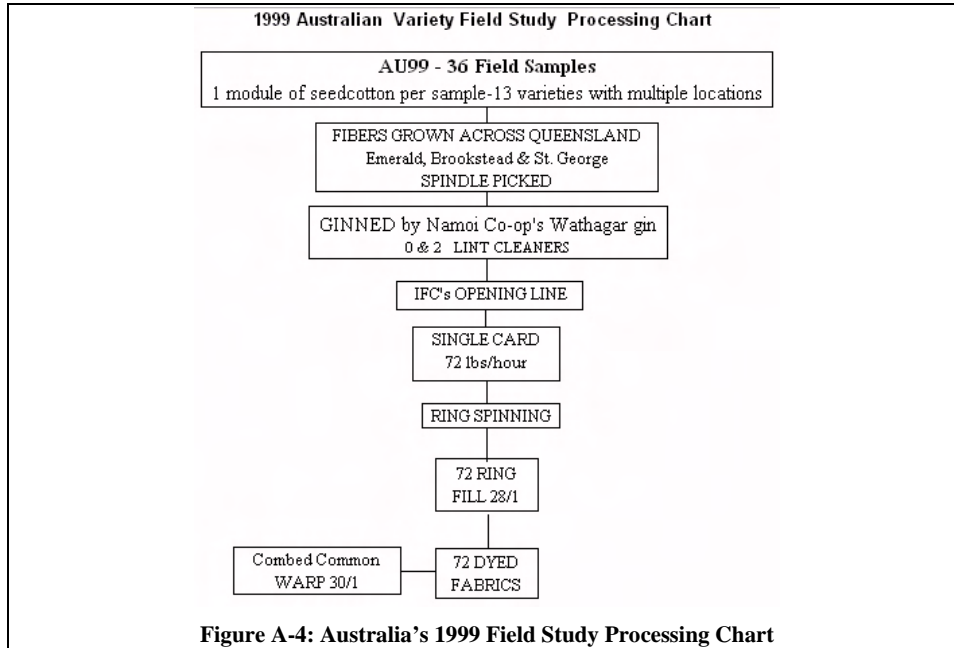 1999 Australian Variety Field Study Processing Chart
AU99 - 36 Field Samples
1 module of seedcotton per sample-13 varieties with multiple locations
FIBERS GROWN ACROSS QUEENSLAND
Emerald, Brookstead & St. George
SPINDLE PICKED
GINNED by Namoi Co-op's Wathagar gin
0 & 2 LINT CLEANERS
IFC's OPENING LINE
SINGLE CARD
72 lbs/hour
RING SPINNING
72 RING
FILL 28/1
Combed Common
WARP 30/1
72 DYED
FABRICS
Figure A-4: Australia's 1999 Field Study Processing Chart